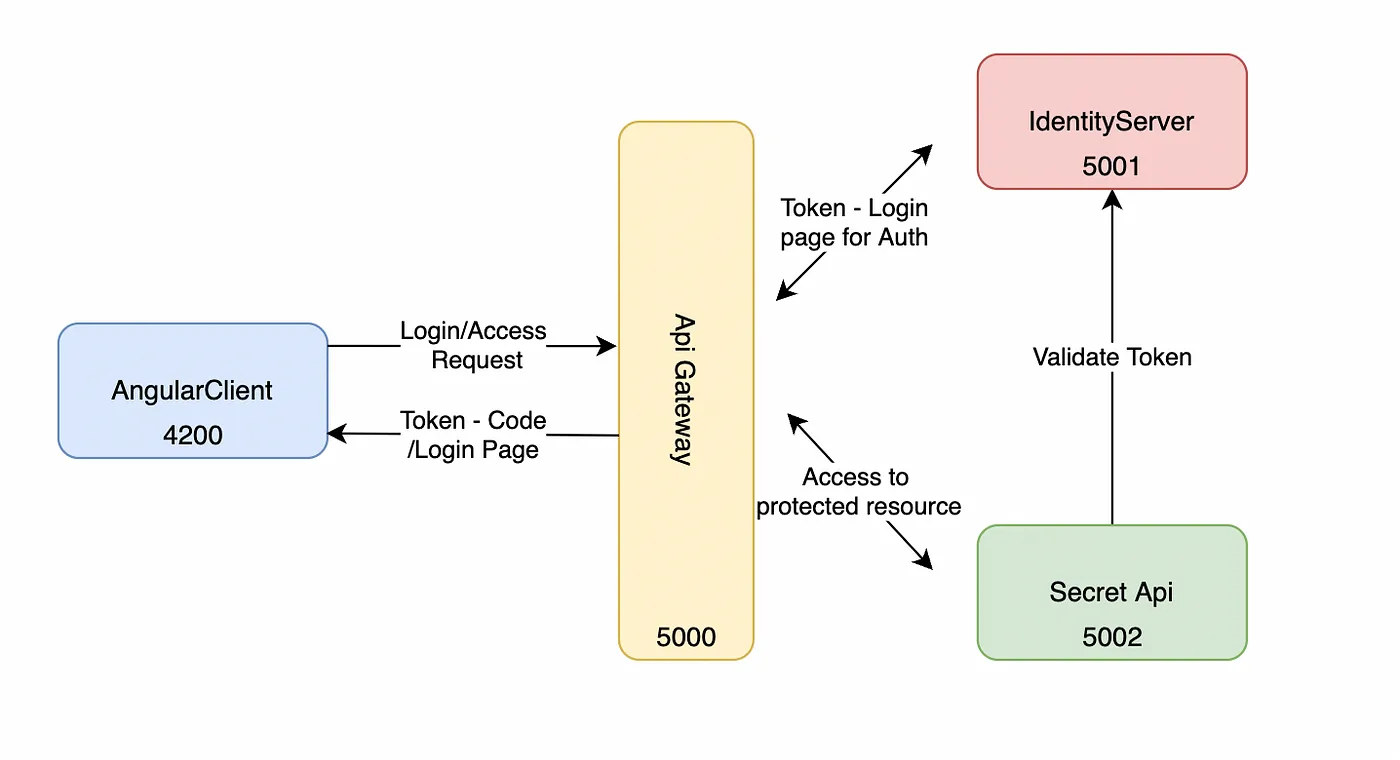 IdentityServer
5001
Token - Login
page for Auth
Api Gateway
Login/Access
Request
AngularClient
4200
Token - Code
/Login Page
Validate Token
Access to
protected resource
Secret Api
5002
5000